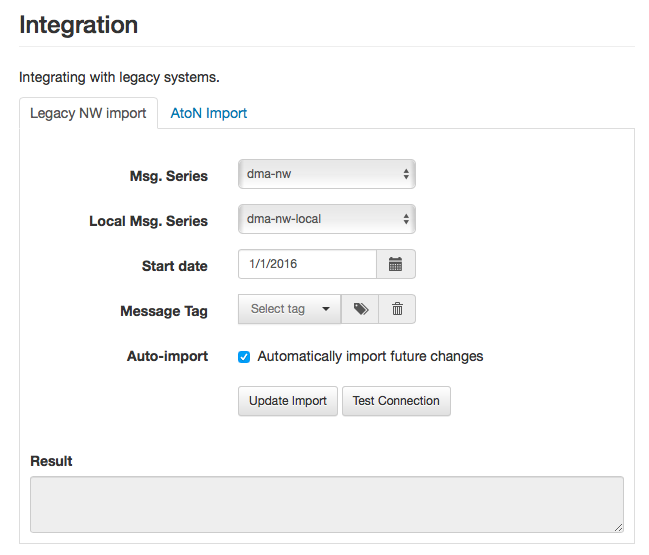 Integration
Integrating with legacy systems.
Legacy NW import AtoN Import
Msg. Series dma-nw
Local Msg. Series dma-nw-local
Start date 1/1/2016
Message Tag Select tag
Auto-import Automatically import future changes
Update Import Test Connection
Result